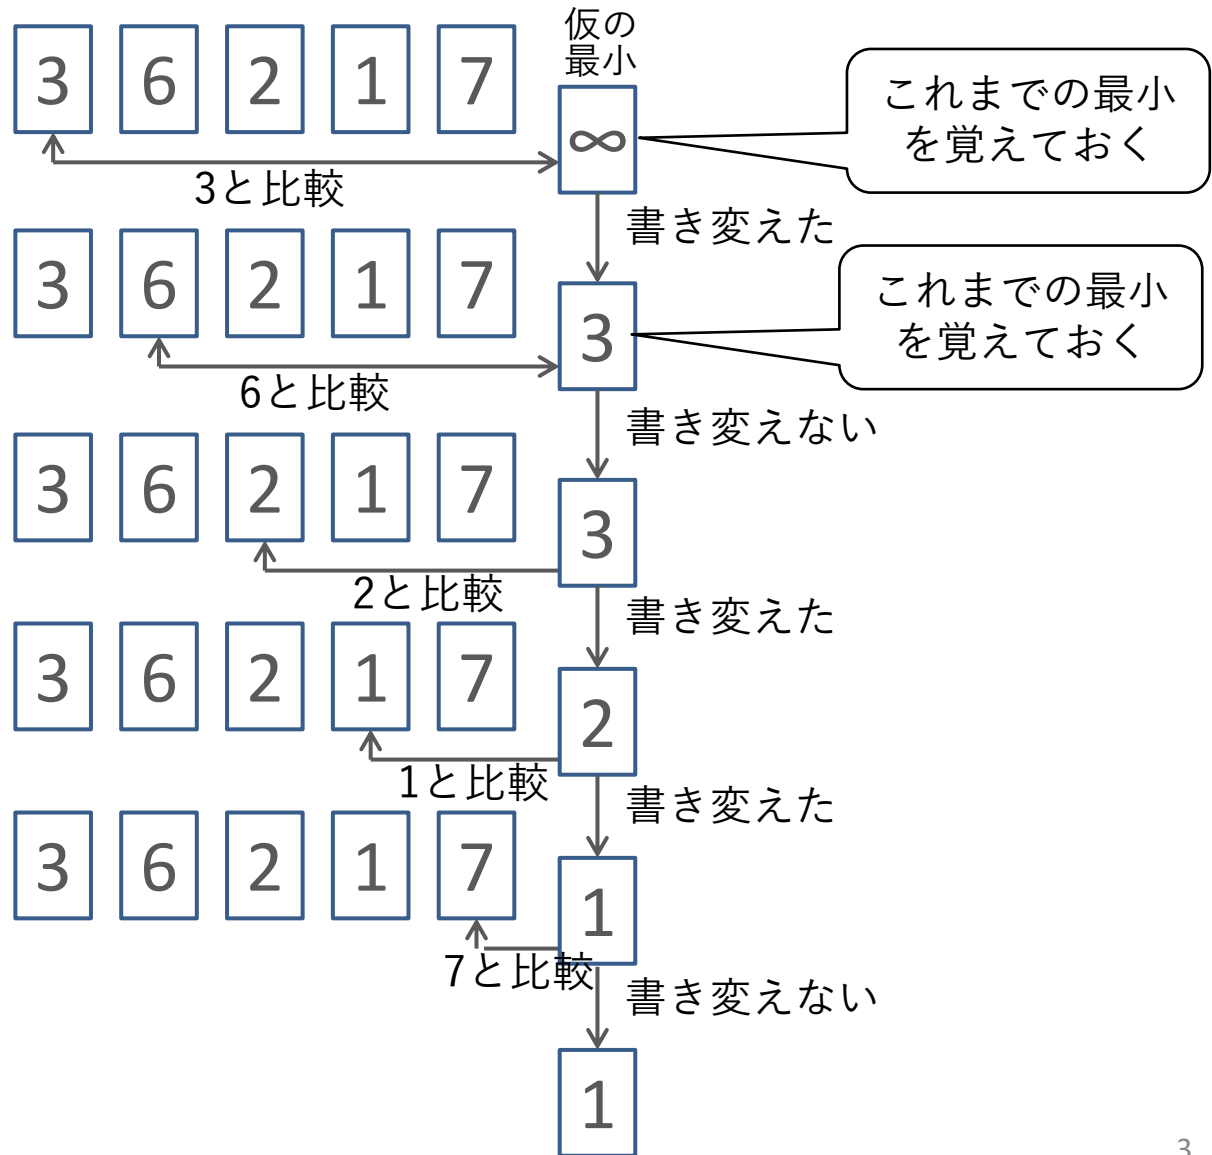 仮の
最小
3 6 2 1 7
∞
これまでの最小
を覚えておく
3と比較
書き変えた
3 6 2 1 7
3
これまでの最小
を覚えておく
6と比較
書き変えない
3 6 2 1 7
3
2と比較
書き変えた
3 6 2 1 7
2
1と比較
書き変えた
3 6 2 1 7
1
7と比較
書き変えない
1
3